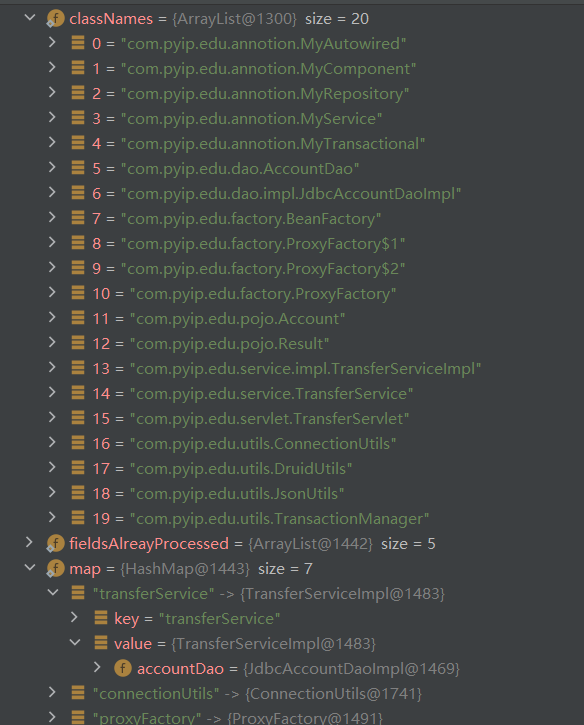 f classNames = {ArrayList@1300} size = 20
0 = "com.pyip.edu.annotion.MyAutowired"
1 = "com.pyip.edu.annotion.MyComponent"
2 = "com.pyip.edu.annotion.MyRepository"
3 = "com.pyip.edu.annotion.MyService"
4 = "com.pyip.edu.annotion.MyTransactional"
5 = "com.pyip.edu.dao.AccountDao"
6 = "com.pyip.edu.dao.impl.JdbcAccountDaoImpl"
7 = "com.pyip.edu.factory.BeanFactory"
8 = "com.pyip.edu.factory.ProxyFactory$1"
9 = "com.pyip.edu.factory.ProxyFactory$2"
10 = "com.pyip.edu.factory.ProxyFactory"
11 = "com.pyip.edu.pojo.Account"
12 = "com.pyip.edu.pojo.Result"
13 = "com.pyip.edu.service.impl.TransferServiceImpl"
14 = "com.pyip.edu.service.TransferService"
15 = "com.pyip.edu.servlet.TransferServlet"
16 = "com.pyip.edu.utils.ConnectionUtils"
17 = "com.pyip.edu.utils.DruidUtils"
18 = "com.pyip.edu.utils.JsonUtils"
19 = "com.pyip.edu.utils.TransactionManager"
f fieldsAlreayProcessed = {ArrayList@1442} size = 5
f map = {HashMap@1443} size = 7
"transferService" -> {TransferServiceImpl@1483}
key = "transferService"
value = {TransferServiceImpl@1483}
f accountDao = {JdbcAccountDaoImpl@1469}
"connectionUtils" -> {ConnectionUtils@1741}
"proxyFactory" -> {ProxyFactory@1491}